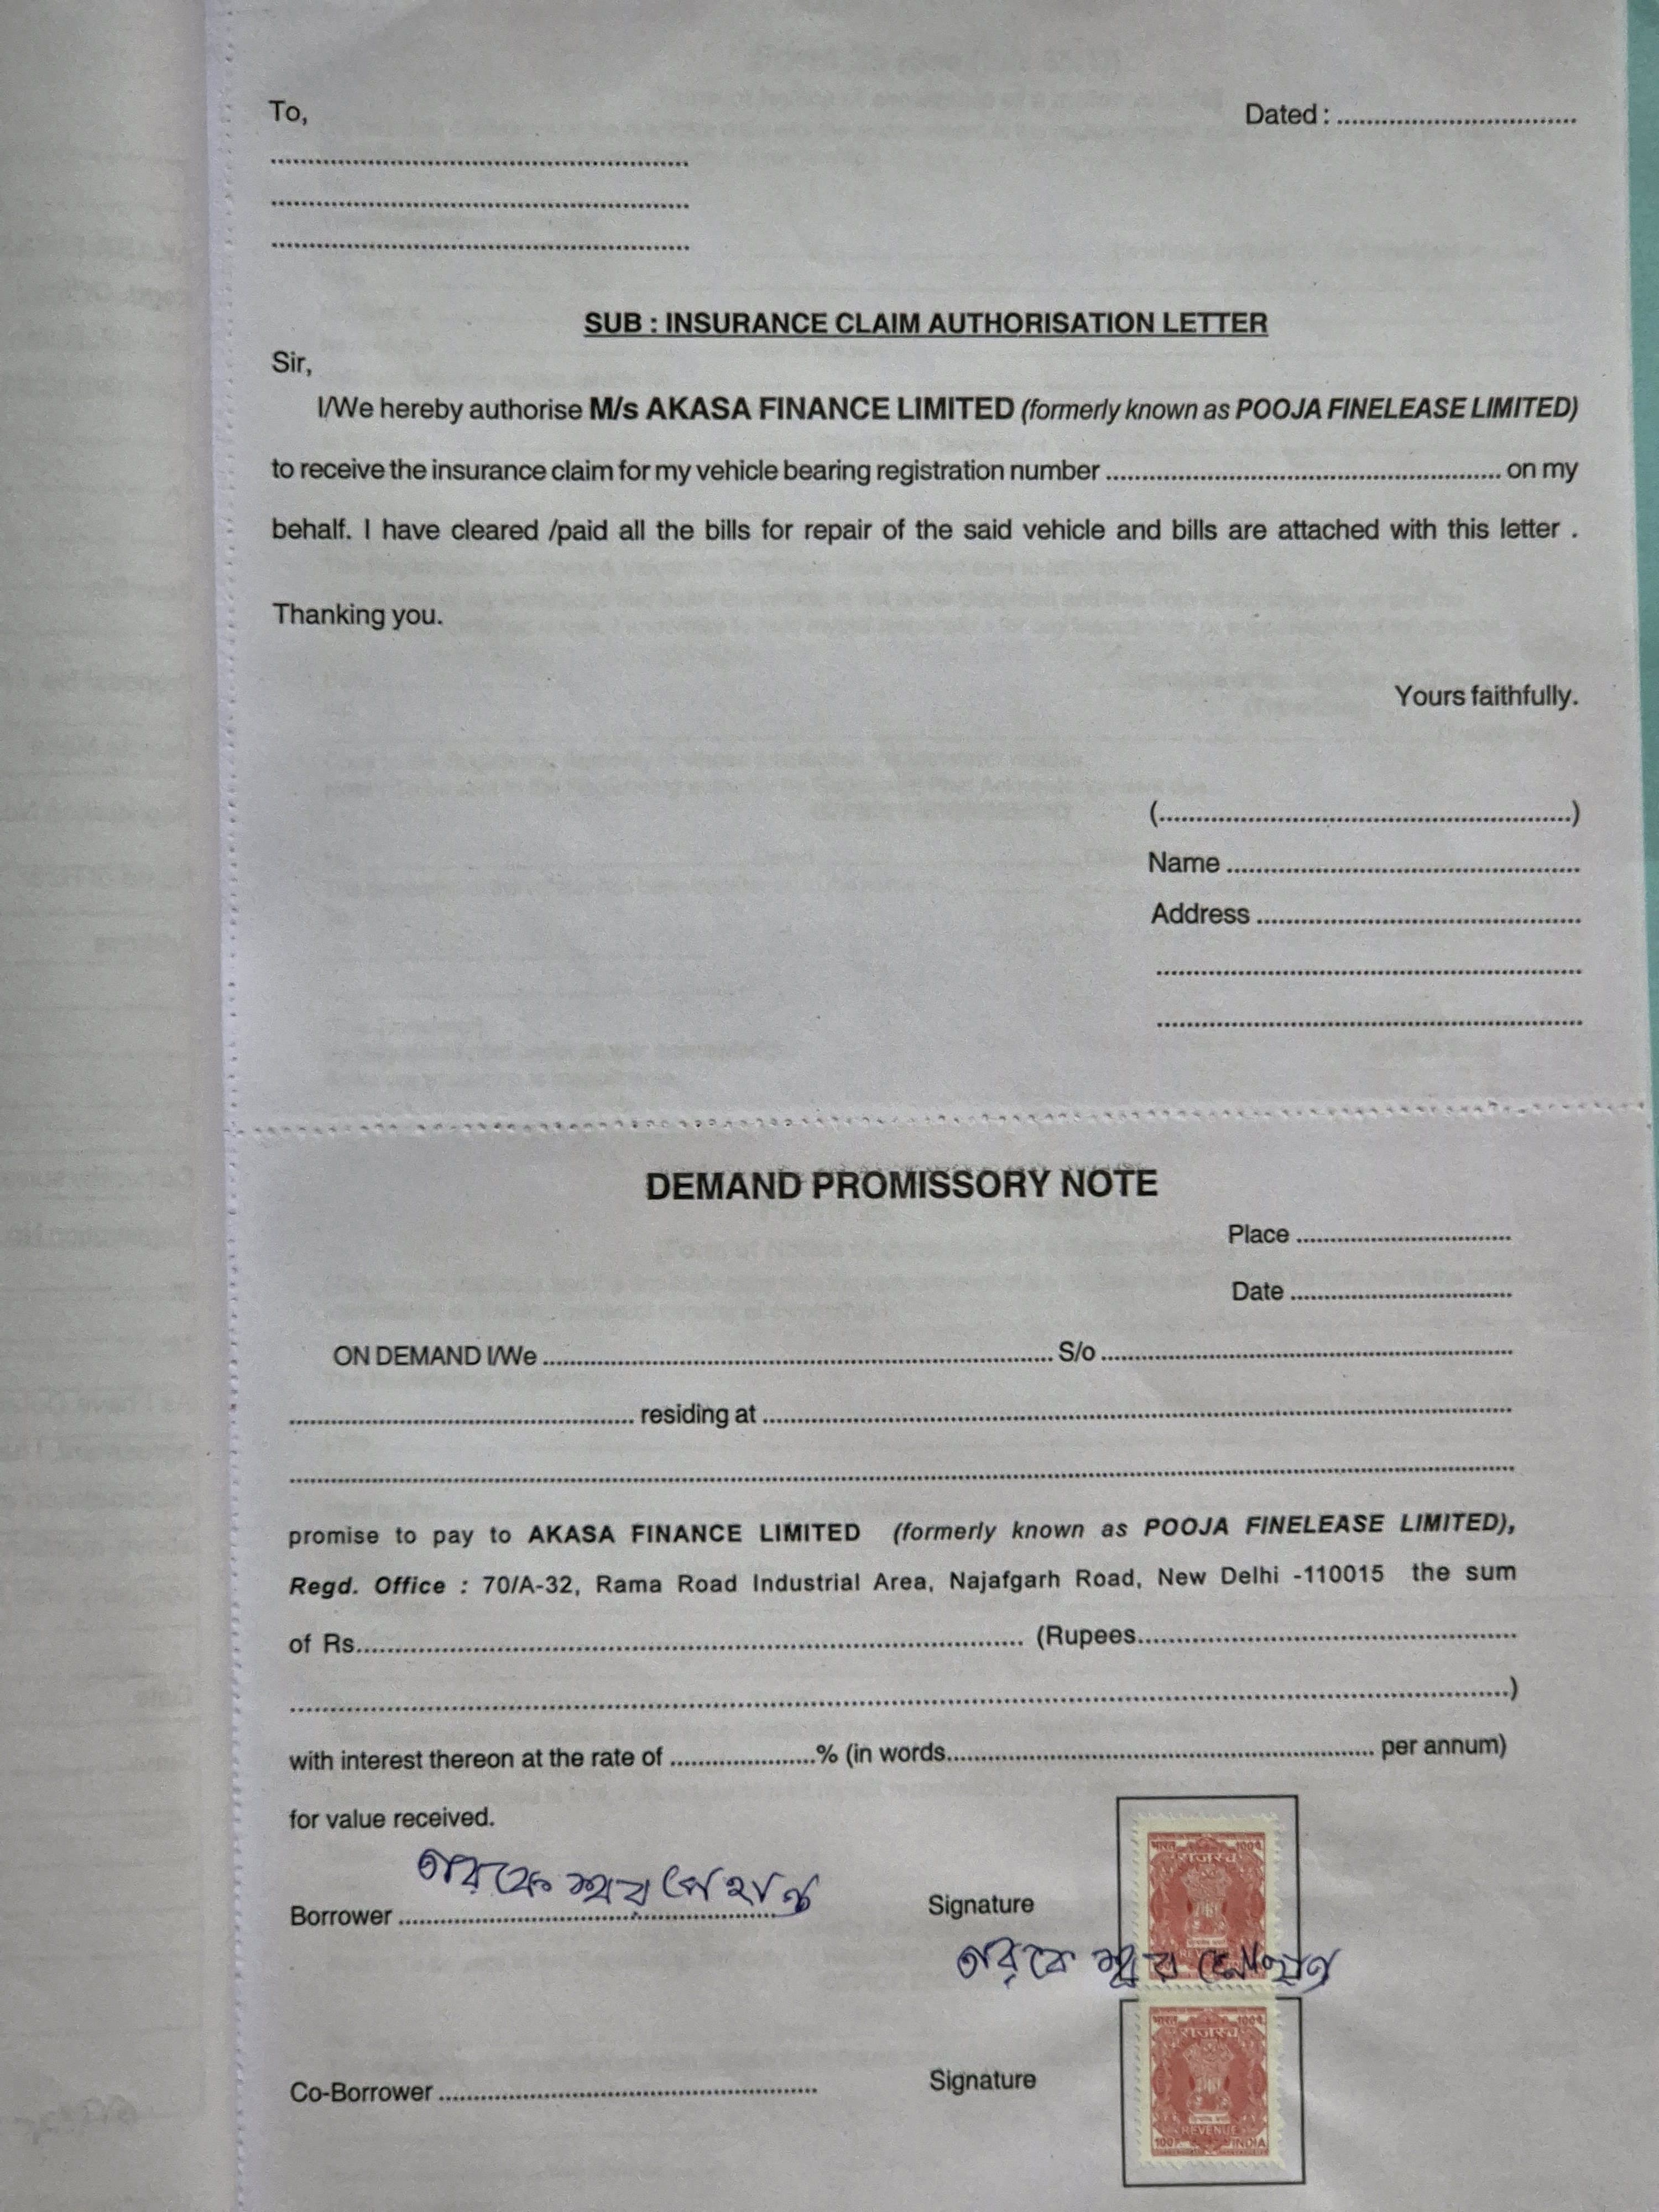 To,
Dated : ................................
................................................
................................................
................................................
SUB : INSURANCE CLAIM AUTHORISATION LETTER
Sir,
I/We hereby authorise M/s AKASA FINANCE LIMITED (formerly known as POOJA FINELEASE LIMITED)
to receive the insurance claim for my vehicle bearing registration number ................................................ on my
behalf. I have cleared /paid all the bills for repair of the said vehicle and bills are attached with this letter .
Thanking you.
Yours faithfully.
(................................................)
Name ................................................
Address ................................................
................................................
................................................
DEMAND PROMISSORY NOTE
Place ................................
Date ................................
ON DEMAND I/We ................................................ S/o ................................................
................................................ residing at ................................................
................................................
promise to pay to AKASA FINANCE LIMITED (formerly known as POOJA FINELEASE LIMITED),
Regd. Office : 70/A-32, Rama Road Industrial Area, Najafgarh Road, New Delhi -110015 the sum
of Rs................................................ (Rupees................................................
................................................)
with interest thereon at the rate of ....................% (in words................................................ per annum)
for value received.
भारत
राजस्व
Borrower তারকেশ্বর
Signature
তারকেশ্বর
Co-Borrower ................................................
Signature
भारत
राजस्व
REVENUE
INDIA